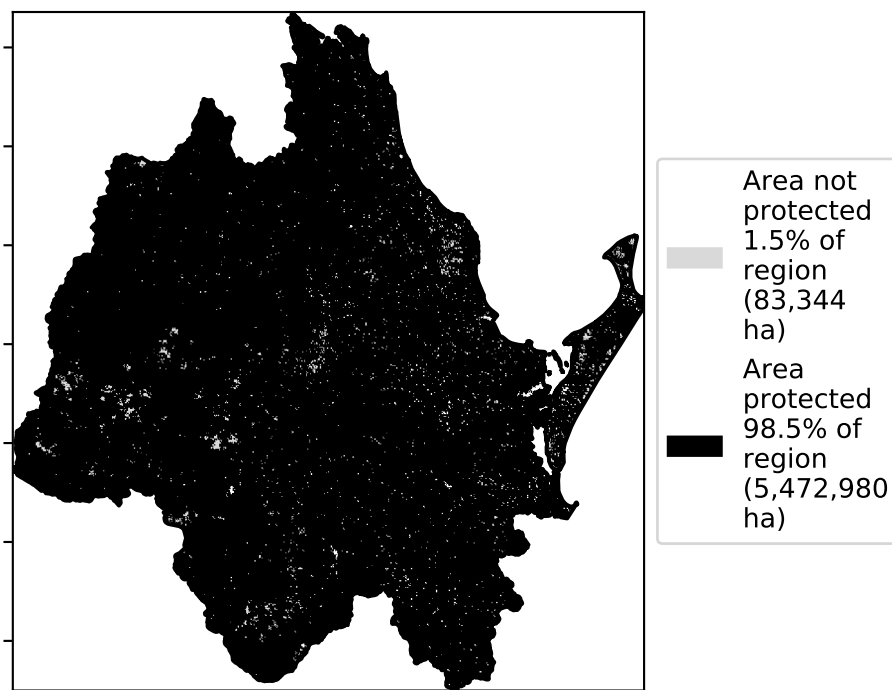 Area not
protected
1.5% of
region
(83,344
ha)
Area
protected
98.5% of
region
(5,472,980
ha)